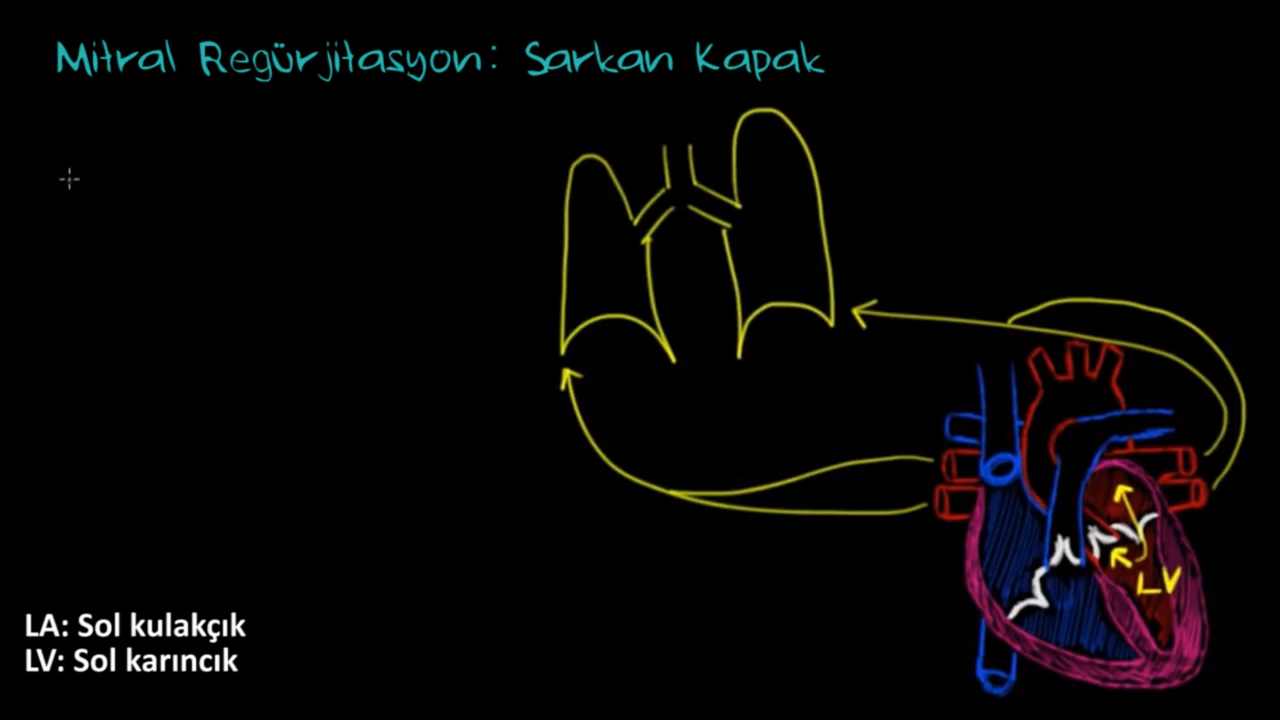 Mitral Regürjitasyon: Sarkan Kapak
LV
LA: Sol kulakçık
LV: Sol karıncık